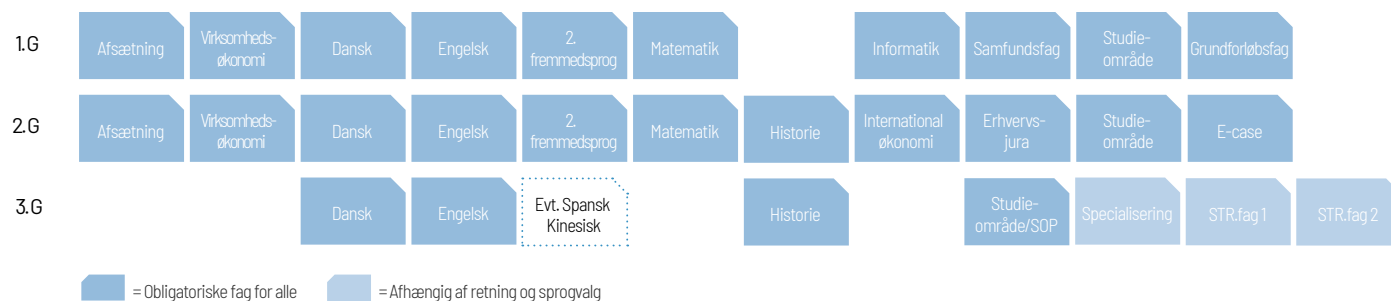 1.G
Afsætning
Virksomheds-
økonomi
Dansk
Engelsk
2.
fremmedsprog
Matematik
Informatik
Samfundsfag
Studie-
område
Grundforløbsfag
2.G
Afsætning
Virksomheds-
økonomi
Dansk
Engelsk
2.
fremmedsprog
Matematik
Historie
International
økonomi
Erhvervs-
jura
Studie-
område
E-case
3.G
Dansk
Engelsk
Evt. Spansk
Kinesisk
Historie
Studie-
område/SOP
Specialisering
STR.fag 1
STR.fag 2
= Obligatoriske fag for alle
= Afhængig af retning og sprogvalg